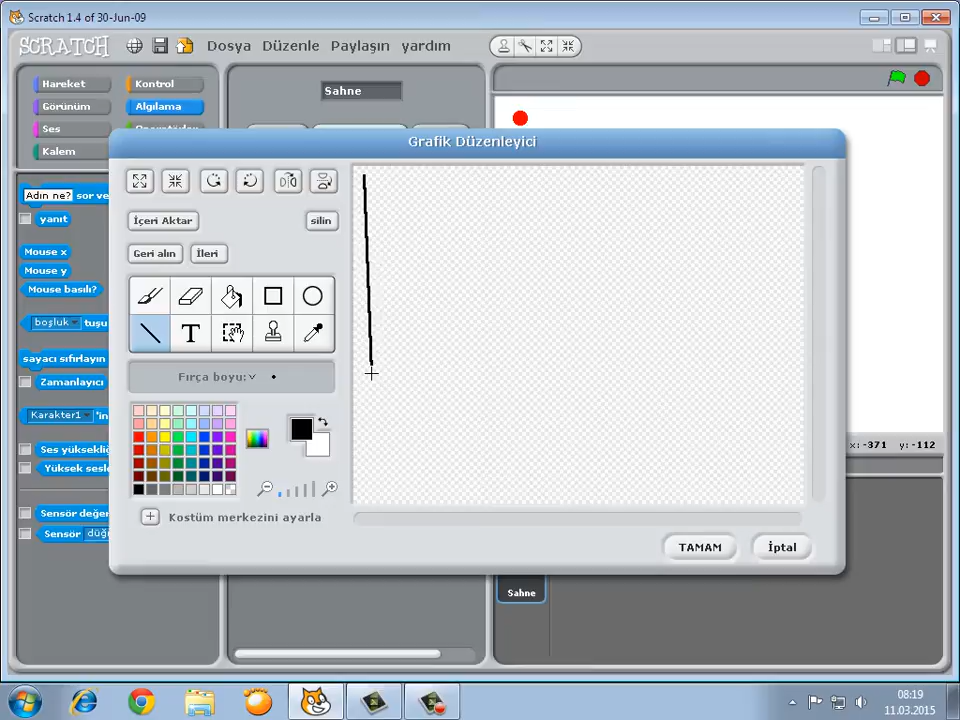 Scratch 1.4 of 30-Jun-09
SCRATCH
Dosya Düzenle Paylaşın yardım
Hareket
Kontrol
Görünüm
Algılama
Ses
Kalem
Sahne
Grafik Düzenleyici
Adın ne? sor ve
yanıt
Mouse x
Mouse y
Mouse basılı?
boşluk tuşu
sayacı sıfırlayın
Zamanlayıcı
Karakter1 'in
Ses yüksekliğ
Yüksek sesl
Sensör değer
Sensör düğ
İçeri Aktar
silin
Geri alın
İleri
T
Fırça boyu:
Kostüm merkezini ayarla
TAMAM
İptal
x: -371 y: -112
Sahne
08:19
11.03.2015